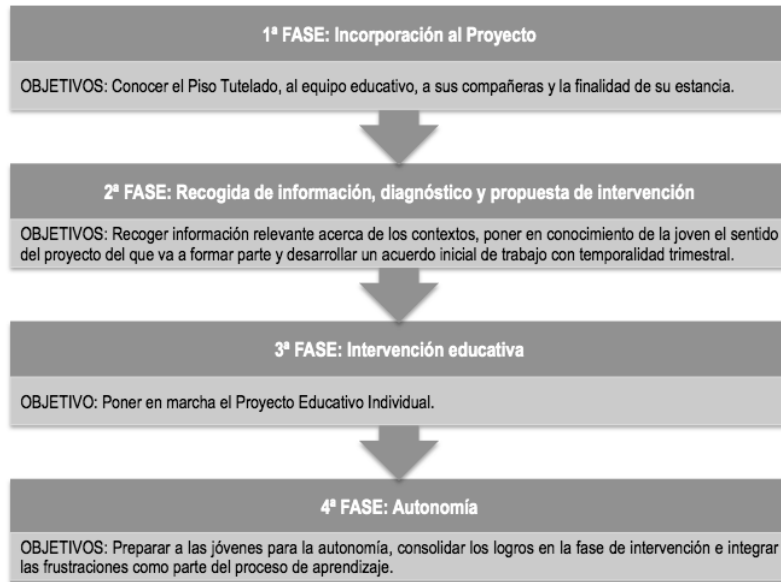 1ª FASE: Incorporación al Proyecto
OBJETIVOS: Conocer el Piso Tutelado, al equipo educativo, a sus compañeras y la finalidad de su estancia.
2ª FASE: Recogida de información, diagnóstico y propuesta de intervención
OBJETIVOS: Recoger información relevante acerca de los contextos, poner en conocimiento de la joven el sentido
del proyecto del que va a formar parte y desarrollar un acuerdo inicial de trabajo con temporalidad trimestral.
3ª FASE: Intervención educativa
OBJETIVO: Poner en marcha el Proyecto Educativo Individual.
4ª FASE: Autonomía
OBJETIVOS: Preparar a las jóvenes para la autonomía, consolidar los logros en la fase de intervención e integrar
las frustraciones como parte del proceso de aprendizaje.